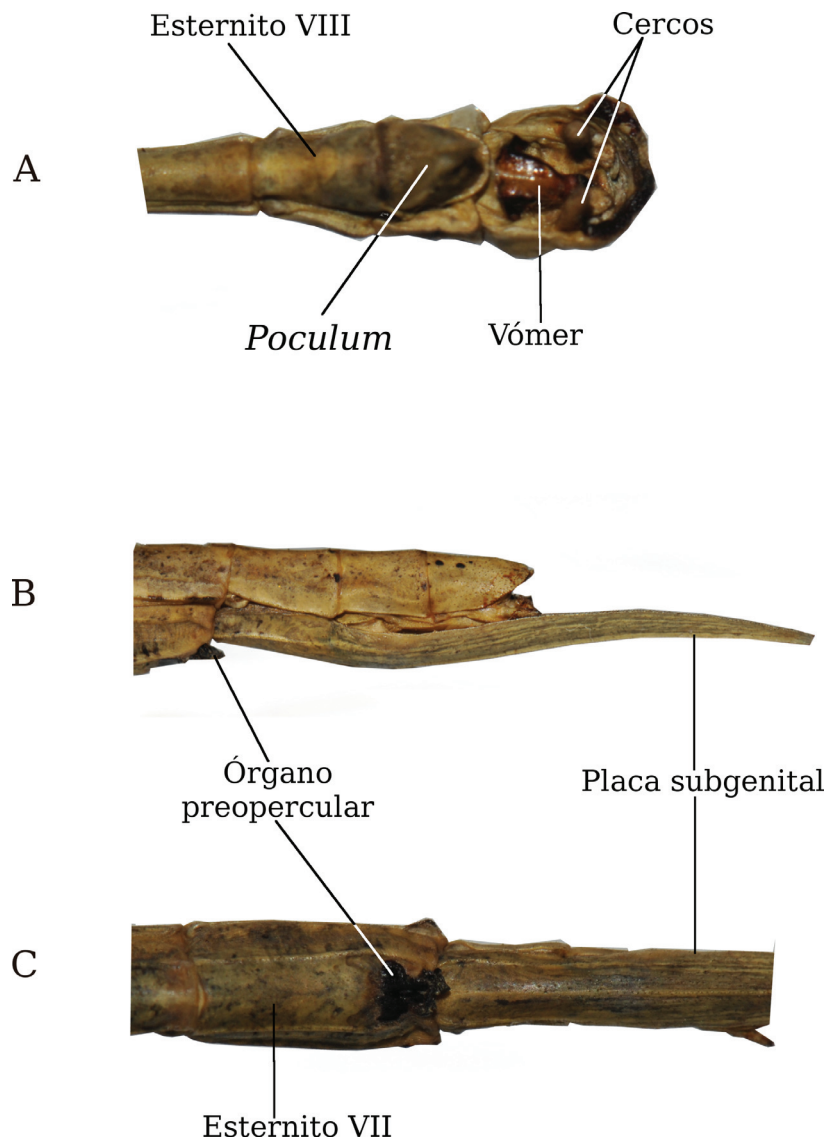 Esternito VIII
Cercos
A
Poculum
Vómer
B
Órgano
preopercular
Placa subgenital
C
Esternito VII